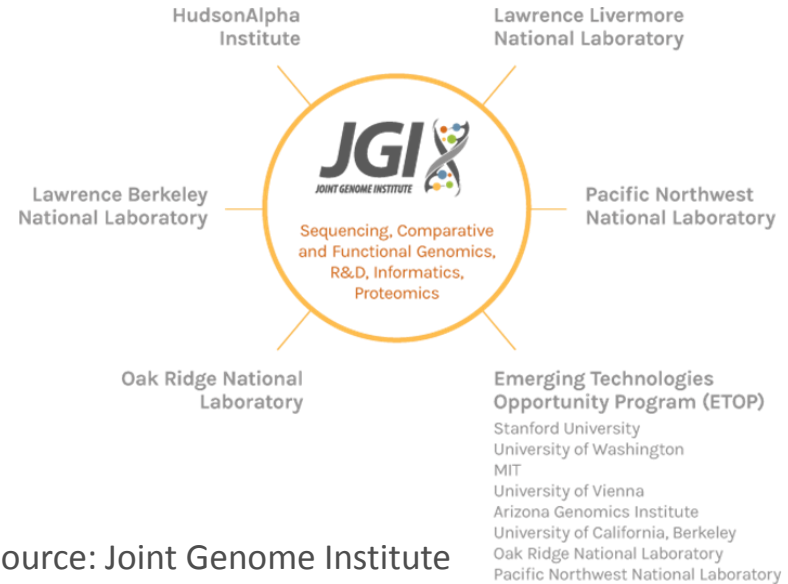 HudsonAlpha
Institute
Lawrence Livermore
National Laboratory
JGI
JOINT GENOME INSTITUTE
Lawrence Berkeley
National Laboratory
Sequencing, Comparative
and Functional Genomics,
R&D, Informatics,
Proteomics
Pacific Northwest
National Laboratory
Oak Ridge National
Laboratory
Emerging Technologies
Opportunity Program (ETOP)
Stanford University
University of Washington
MIT
University of Vienna
Arizona Genomics Institute
University of California, Berkeley
Oak Ridge National Laboratory
Pacific Northwest National Laboratory
ource: Joint Genome Institute